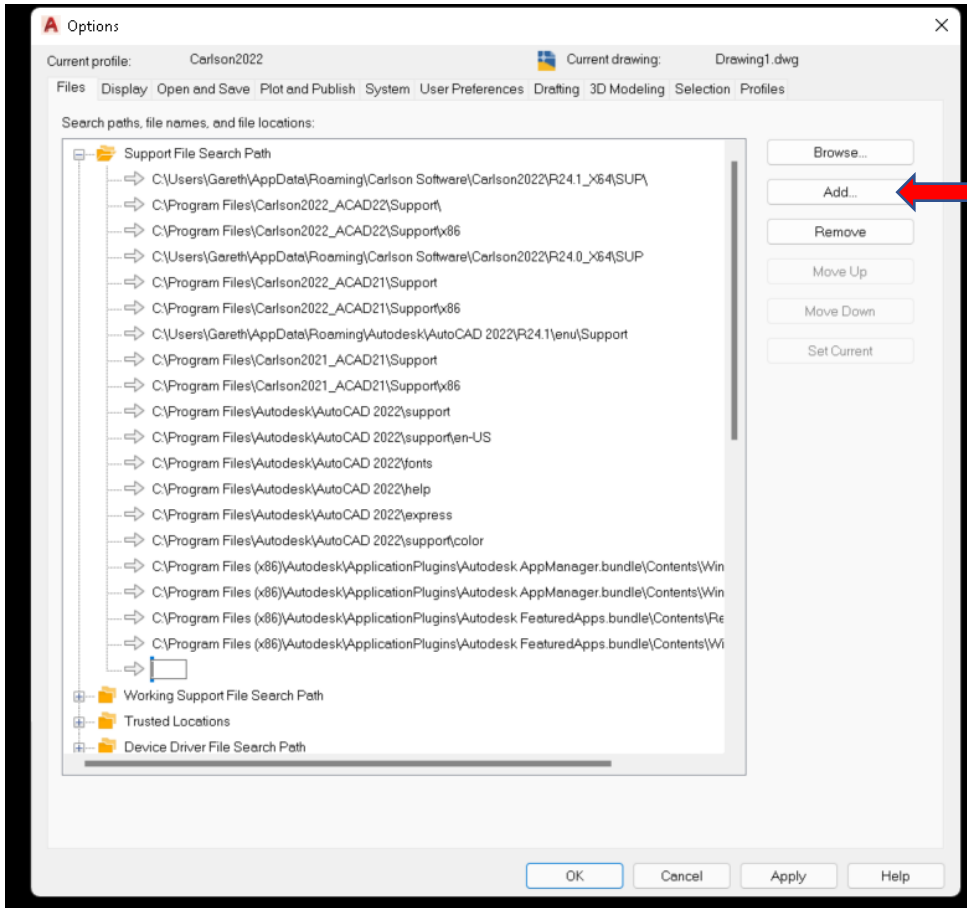 A Options
Current profile: Carlson2022 Current drawing: Drawing1.dwg
Files Display Open and Save Plot and Publish System User Preferences Drafting 3D Modeling Selection Profiles
Search paths, file names, and file locations:
Support File Search Path
C:\Users\Gareth\AppData\Roaming\Carlson Software\Carlson2022\R24.1_X64\SUP\
C:\Program Files\Carlson2022_ACAD22\Support\
C:\Program Files\Carlson2022_ACAD22\Support\x86
C:\Users\Gareth\AppData\Roaming\Carlson Software\Carlson2022\R24.0_X64\SUP
C:\Program Files\Carlson2022_ACAD21\Support
C:\Program Files\Carlson2022_ACAD21\Support\x86
C:\Users\Gareth\AppData\Roaming\Autodesk\AutoCAD 2022\R24.1\enu\Support
C:\Program Files\Carlson2021_ACAD21\Support
C:\Program Files\Carlson2021_ACAD21\Support\x86
C:\Program Files\Autodesk\AutoCAD 2022\support
C:\Program Files\Autodesk\AutoCAD 2022\support\en-US
C:\Program Files\Autodesk\AutoCAD 2022\fonts
C:\Program Files\Autodesk\AutoCAD 2022\help
C:\Program Files\Autodesk\AutoCAD 2022\express
C:\Program Files\Autodesk\AutoCAD 2022\support\color
C:\Program Files (x86)\Autodesk\ApplicationPlugins\Autodesk AppManager.bundle\Contents\Win
C:\Program Files (x86)\Autodesk\ApplicationPlugins\Autodesk AppManager.bundle\Contents\Win
C:\Program Files (x86)\Autodesk\ApplicationPlugins\Autodesk FeaturedApps.bundle\Contents\Re
C:\Program Files (x86)\Autodesk\ApplicationPlugins\Autodesk FeaturedApps.bundle\Contents\Wi
Working Support File Search Path
Trusted Locations
Device Driver File Search Path
Browse...
Add...
Remove
Move Up
Move Down
Set Current
OK Cancel Apply Help